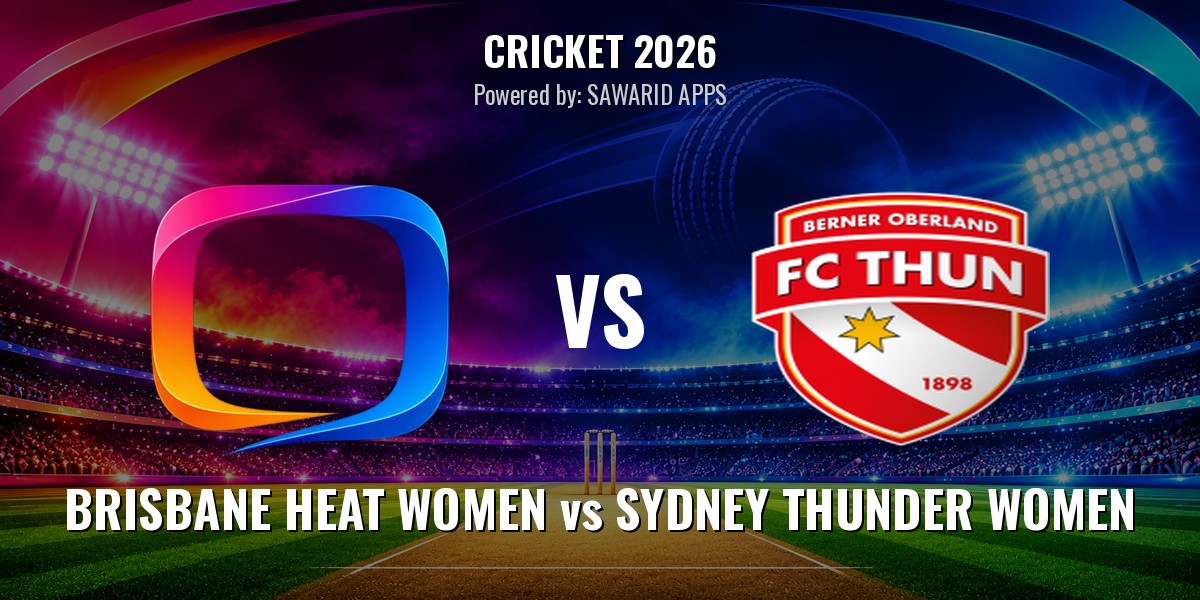 CRICKET 2026
Powered by: SAWARID APPS
BERNER OBERLAND
FC THUN
VS
1898
BRISBANE HEAT WOMEN vs SYDNEY THUNDER WOMEN